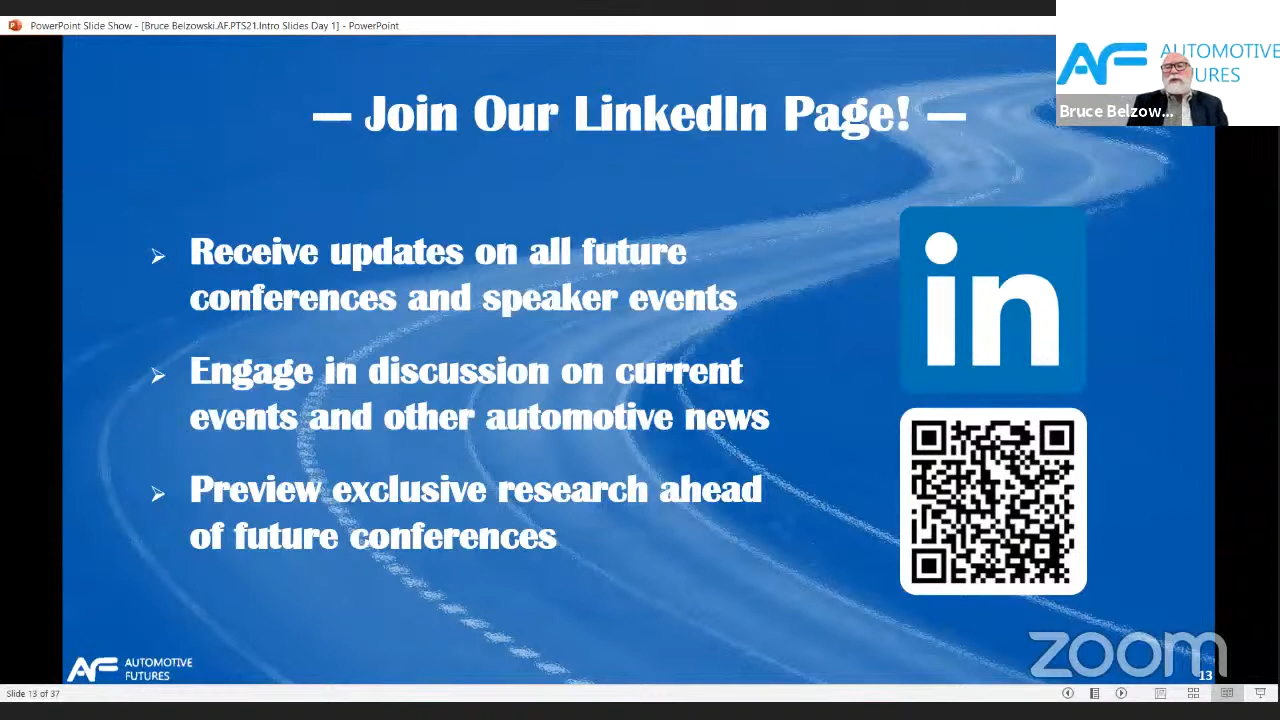 PowerPoint Slide Show - [Bruce Belzowski.AF.PTS21.Intro Slides Day 1] - PowerPoint
AF AUTOMOTIVE
URES
Bruce Belzow...
— Join Our LinkedIn Page! —
➢ Receive updates on all future
conferences and speaker events
➢ Engage in discussion on current
events and other automotive news
➢ Preview exclusive research ahead
of future conferences
in
AF AUTOMOTIVE
FUTURES
zoom
13
Slide 13 of 37